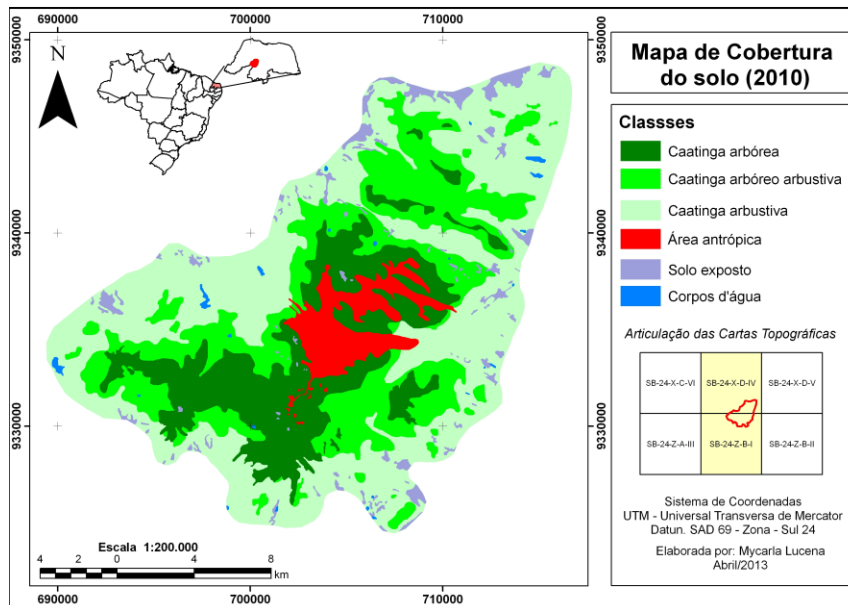 690000 700000 710000
9350000
9350000
N
9340000
9340000
9330000
9330000
Escala 1:200.000
4 2 0 4 8
km
690000 700000 710000
Mapa de Cobertura
do solo (2010)
Classses
Caatinga arbórea
Caatinga arbóreo arbustiva
Caatinga arbustiva
Área antrópica
Solo exposto
Corpos d'água
Articulação das Cartas Topográficas
SB-24-X-C-VI SB-24-X-D-IV SB-24-X-D-V
SB-24-Z-A-III SB-24-Z-B-I SB-24-Z-B-II
Sistema de Coordenadas
UTM - Universal Transversa de Mercator
Datun. SAD 69 - Zona - Sul 24
Elaborada por: Mycarla Lucena
Abril/2013